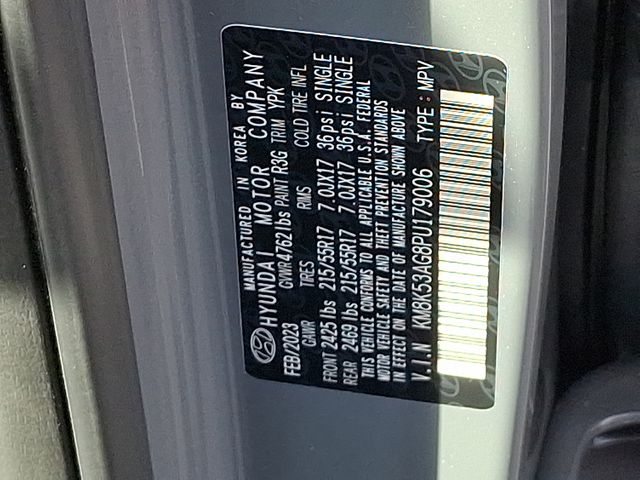 MANUFACTURED IN KOREA BY
HYUNDAI MOTOR COMPANY
FEB/2023 GVWR 4762 lbs PAINT R3G TRIM YPK
GAWR TIRES RIMS COLD TIRE INFL
FRONT 2425 lbs 215/55R17 7.0JX17 36psi SINGLE
REAR 2469 lbs 215/55R17 7.0JX17 36psi SINGLE
THIS VEHICLE CONFORMS TO ALL APPLICABLE U.S.A. FEDERAL
MOTOR VEHICLE SAFETY AND THEFT PREVENTION STANDARDS
IN EFFECT ON THE DATE OF MANUFACTURE SHOWN ABOVE
V.I.N KM8K53AG8PU179006 TYPE : MPV